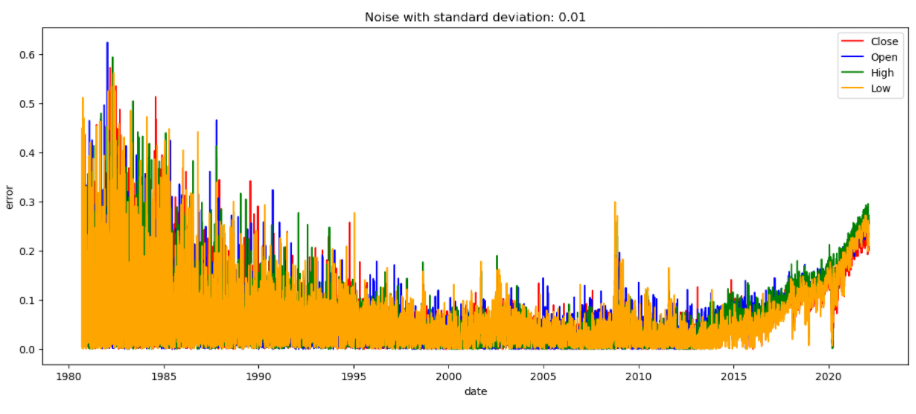 Noise with standard deviation: 0.01
Close
Open
High
Low
error
0.6
0.5
0.4
0.3
0.2
0.1
0.0
1980 1985 1990 1995 2000 2005 2010 2015 2020
date